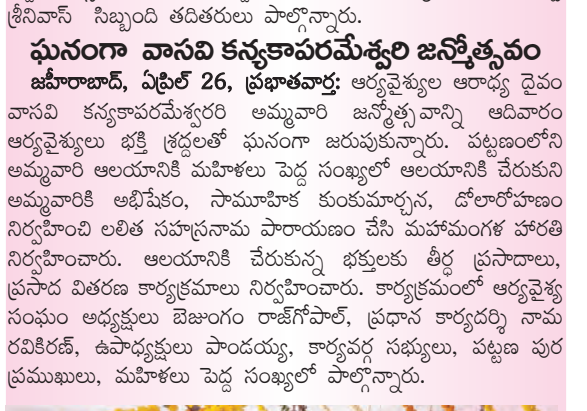 శ్రీనివాస్ సిబ్బంది తదితరులు పాల్గొన్నారు.
ఘనంగా వాసవి కన్యకాపరమేశ్వరి జన్మోత్సవం
జహీరాబాద్, ఏప్రిల్ 26, ప్రభాతవార్త: ఆర్యవైశ్యుల ఆరాధ్య దైవం
వాసవి కన్యకాపరమేశ్వరరి అమ్మవారి జన్మోత్స వాన్ని ఆదివారం
ఆర్యవైశ్యులు భక్తి శ్రద్దలతో ఘనంగా జరుపుకున్నారు. పట్టణంలోని
అమ్మవారి ఆలయానికి మహిళలు పెద్ద సంఖ్యలో ఆలయానికి చేరుకుని
అమ్మవారికి అభిషేకం, సామూహిక కుంకుమార్చన, డోలారోహణం
నిర్వహించి లలిత సహస్రనామ పారాయణం చేసి మహామంగళ హారతి
నిర్వహించారు. ఆలయానికి చేరుకున్న భక్తులకు తీర్ధ ప్రసాదాలు,
ప్రసాద వితరణ కార్యక్రమాలు నిర్వహించారు. కార్యక్రమంలో ఆర్యవైశ్య
సంఘం అధ్యక్షులు బెజుంగం రాజ్‌గోపాల్, ప్రధాన కార్యదర్శి నామ
రవికిరణ్, ఉపాధ్యక్షులు పాండయ్య, కార్యవర్గ సభ్యులు, పట్టణ పుర
ప్రముఖులు, మహిళలు పెద్ద సంఖ్యలో పాల్గొన్నారు.